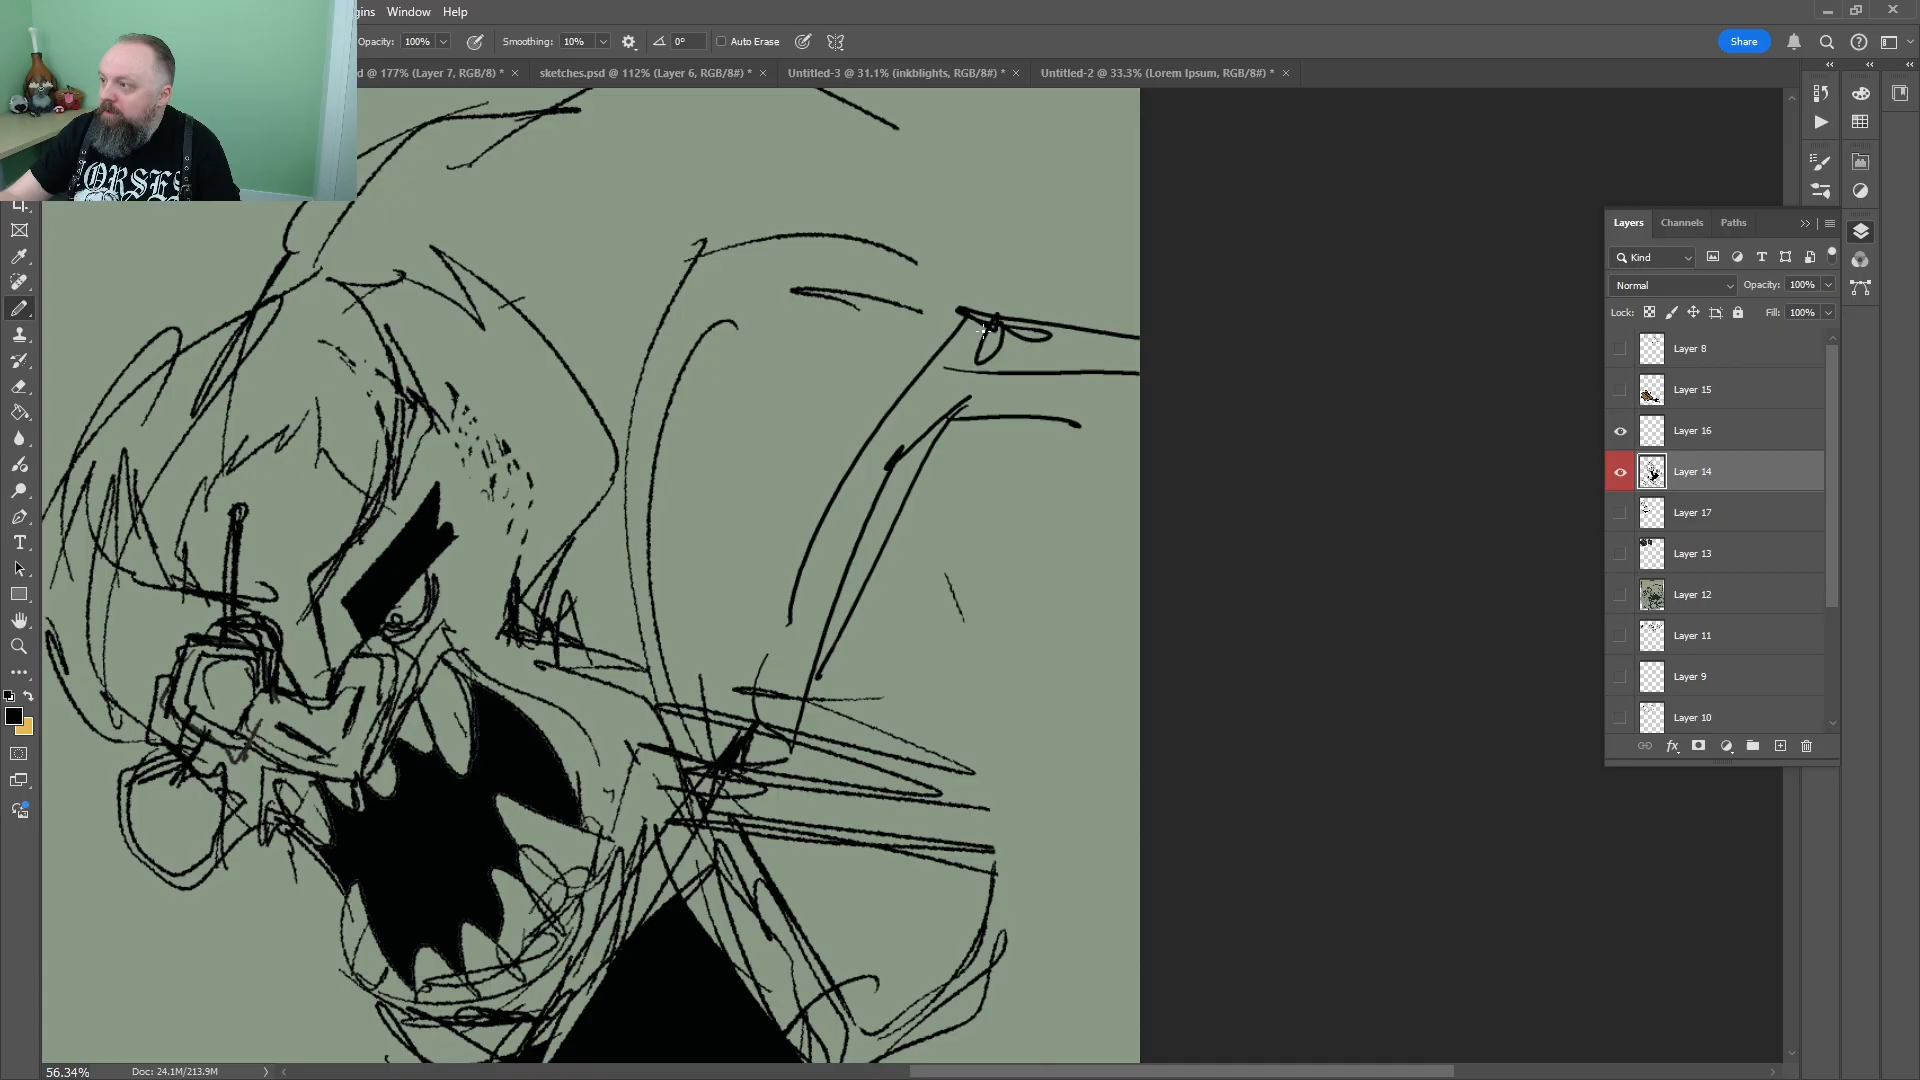 gins Window Help
Opacity: 100% Smoothing: 10% 0° Auto Erase Share
d @ 177% (Layer 7, RGB/8) * × sketches.psd @ 112% (Layer 6, RGB/8#) * × Untitled-3 @ 31.1% (inkblights, RGB/8#) * × Untitled-2 @ 33.3% (Lorem Ipsum, RGB/8#) * ×
Layers Channels Paths
Kind
Normal Opacity: 100%
Lock: Fill: 100%
Layer 8
Layer 15
Layer 16
Layer 14
Layer 17
Layer 13
Layer 12
Layer 11
Layer 9
Layer 10
56.34% Doc: 24.1M/213.9M